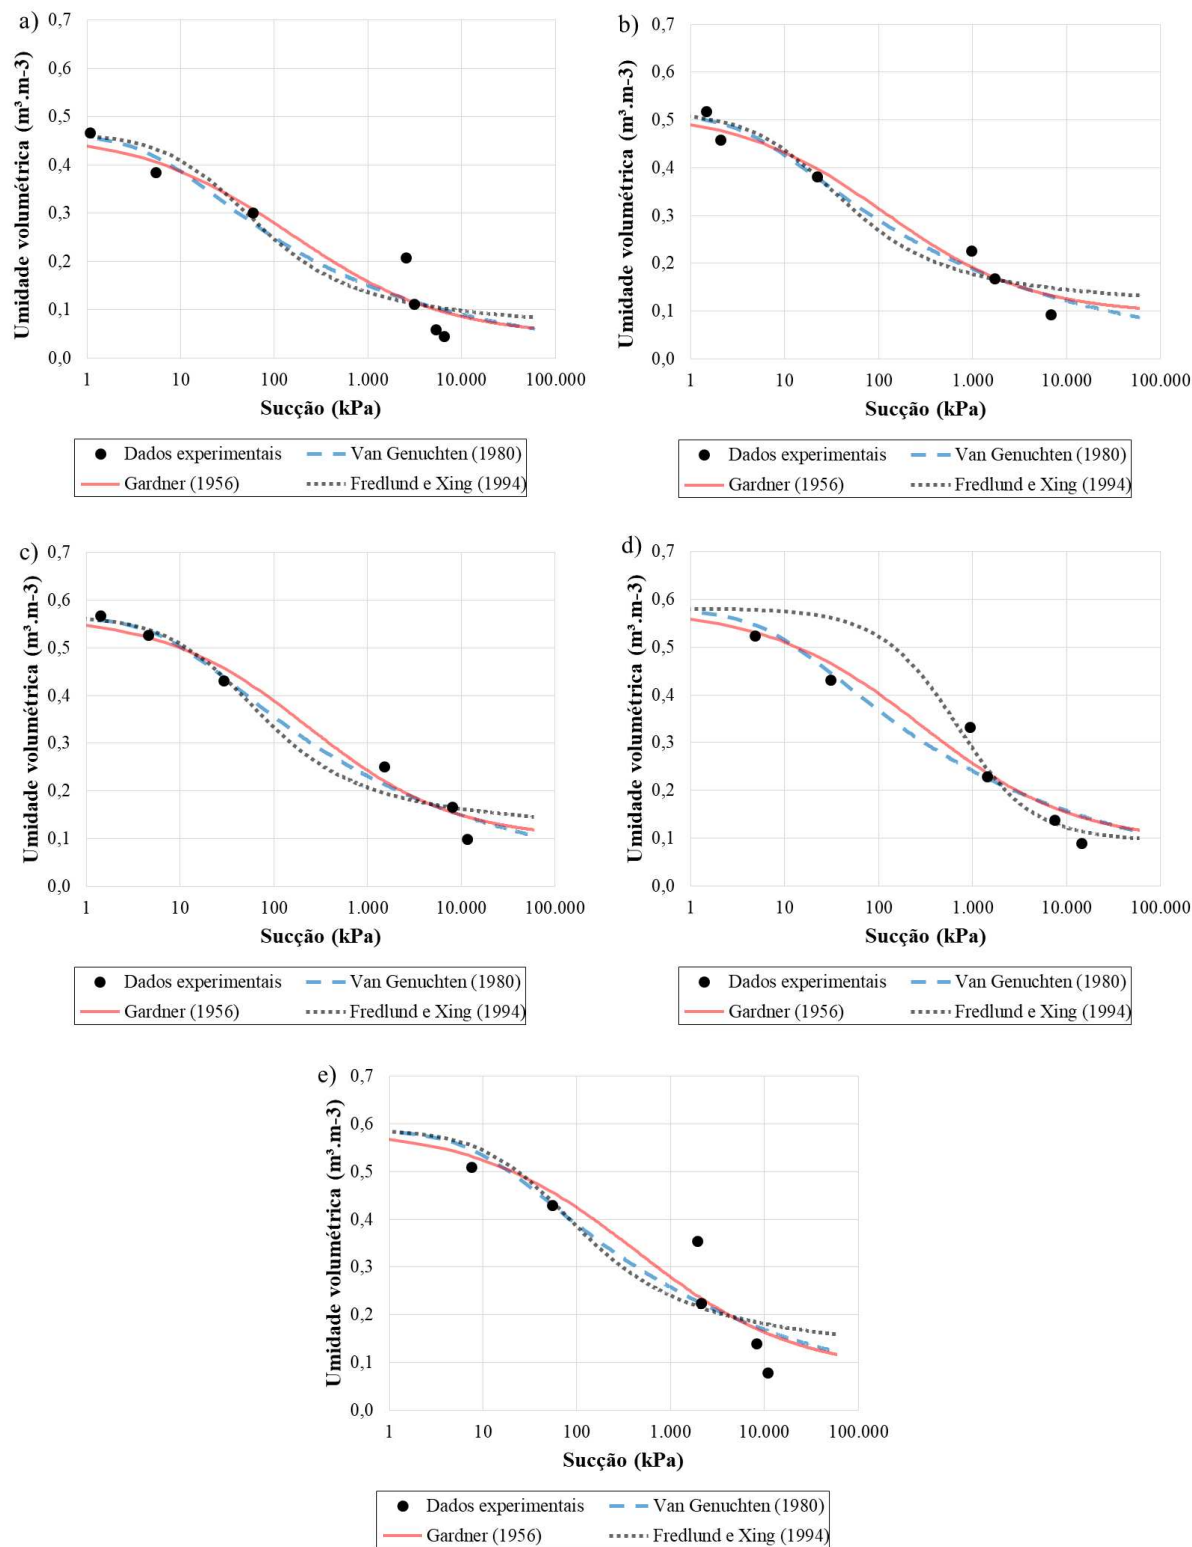 a)
Umidade volumétrica (m³.m-3)
0,7
0,6
0,5
0,4
0,3
0,2
0,1
0,0
1 10 100 1.000 10.000 100.000
Sucção (kPa)
Dados experimentais Van Genuchten (1980)
Gardner (1956) Fredlund e Xing (1994)
b)
Umidade volumétrica (m³.m-3)
0,7
0,6
0,5
0,4
0,3
0,2
0,1
0,0
1 10 100 1.000 10.000 100.000
Sucção (kPa)
Dados experimentais Van Genuchten (1980)
Gardner (1956) Fredlund e Xing (1994)
c)
Umidade volumétrica (m³.m-3)
0,7
0,6
0,5
0,4
0,3
0,2
0,1
0,0
1 10 100 1.000 10.000 100.000
Sucção (kPa)
Dados experimentais Van Genuchten (1980)
Gardner (1956) Fredlund e Xing (1994)
d)
Umidade volumétrica (m³.m-3)
0,7
0,6
0,5
0,4
0,3
0,2
0,1
0,0
1 10 100 1.000 10.000 100.000
Sucção (kPa)
Dados experimentais Van Genuchten (1980)
Gardner (1956) Fredlund e Xing (1994)
e)
Umidade volumétrica (m³.m-3)
0,7
0,6
0,5
0,4
0,3
0,2
0,1
0,0
1 10 100 1.000 10.000 100.000
Sucção (kPa)
Dados experimentais Van Genuchten (1980)
Gardner (1956) Fredlund e Xing (1994)